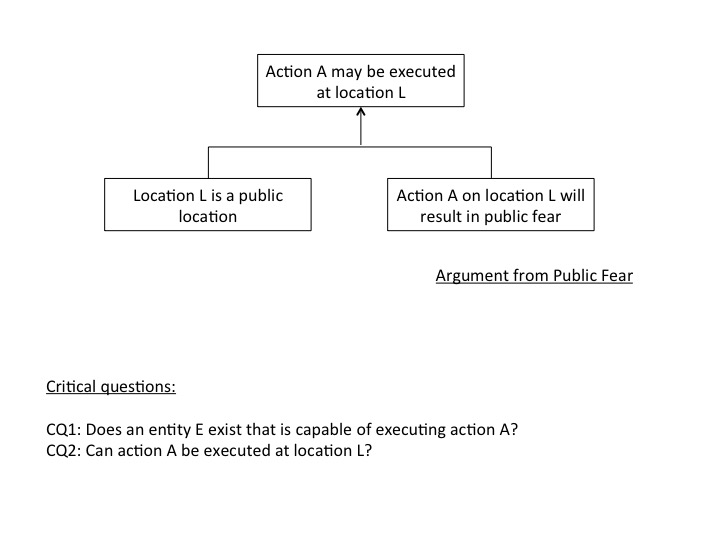 Action A may be executed
at location L
Location L is a public
location
Action A on location L will
result in public fear
Argument from Public Fear
Critical questions:
CQ1: Does an entity E exist that is capable of executing action A?
CQ2: Can action A be executed at location L?